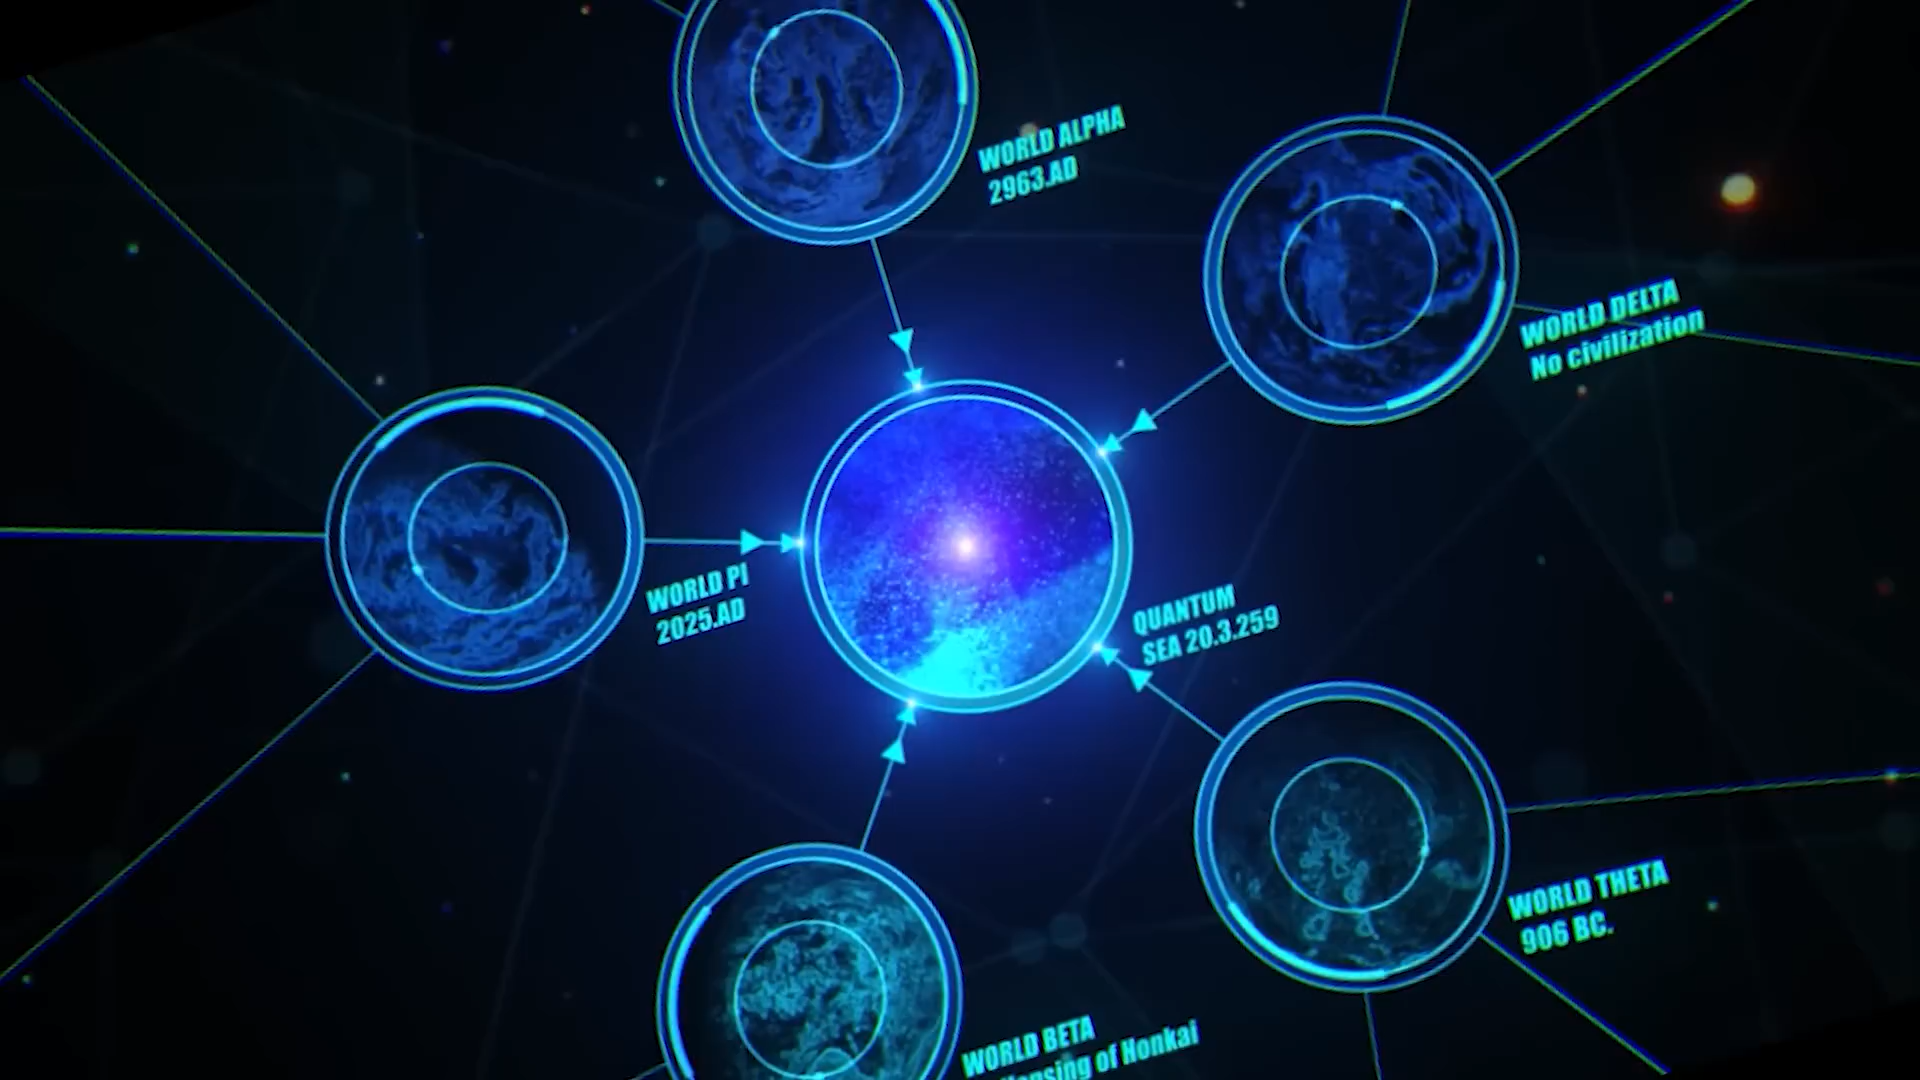 WORLD ALPHA
2963.AD
WORLD DELTA
No civilization
WORLD PI
2025.AD
QUANTUM
SEA 20.3.259
WORLD THETA
906 BC.
WORLD BETA
of Honkai